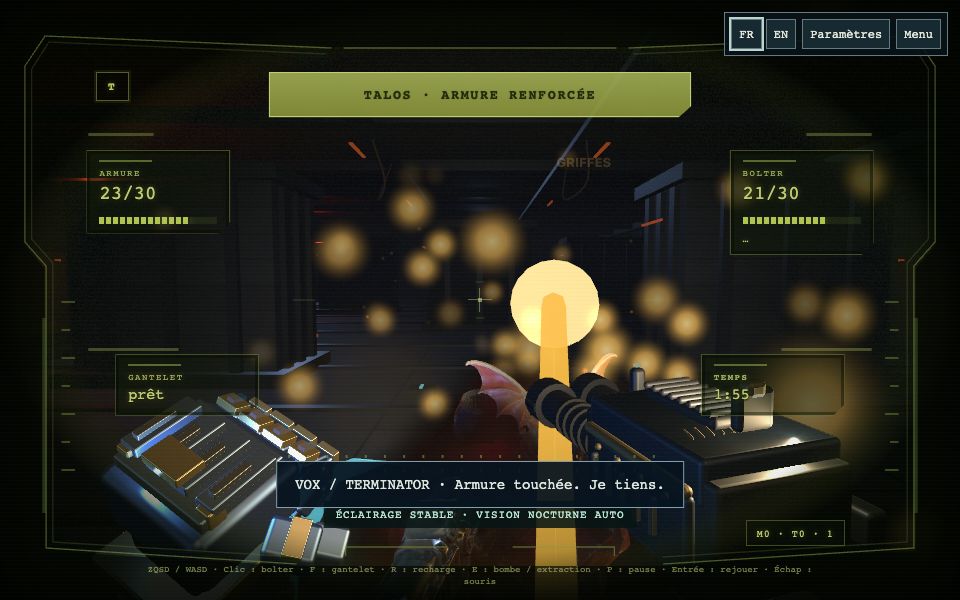 FR EN Paramètres Menu
T
TALOS · ARMURE RENFORCÉE
GRIFFES
ARMURE
23/30
BOLTER
21/30
…
GANTELET
prêt
TEMPS
1:55
VOX / TERMINATOR · Armure touchée. Je tiens.
ÉCLAIRAGE STABLE · VISION NOCTURNE AUTO
M0 · T0 · 1
ZQSD / WASD · Clic : bolter · F : gantelet · R : recharge · E : bombe / extraction · P : pause · Entrée : rejouer · Échap :
souris